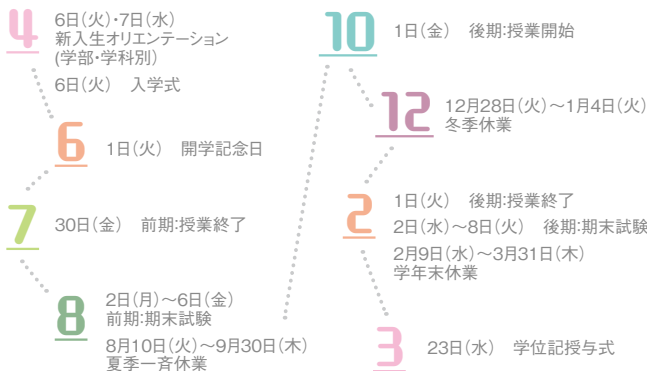 4
6日(火)・7日(水)
新入生オリエンテーション
(学部・学科別)
6日(火) 入学式
6
1日(火) 開学記念日
7
30日(金) 前期:授業終了
8
2日(月)～6日(金)
前期:期末試験
8月10日(火)～9月30日(木)
夏季一斉休業
10
1日(金) 後期:授業開始
12
12月28日(火)～1月4日(火)
冬季休業
2
1日(火) 後期:授業終了
2日(水)～8日(火) 後期:期末試験
2月9日(水)～3月31日(木)
学年末休業
3
23日(水) 学位記授与式